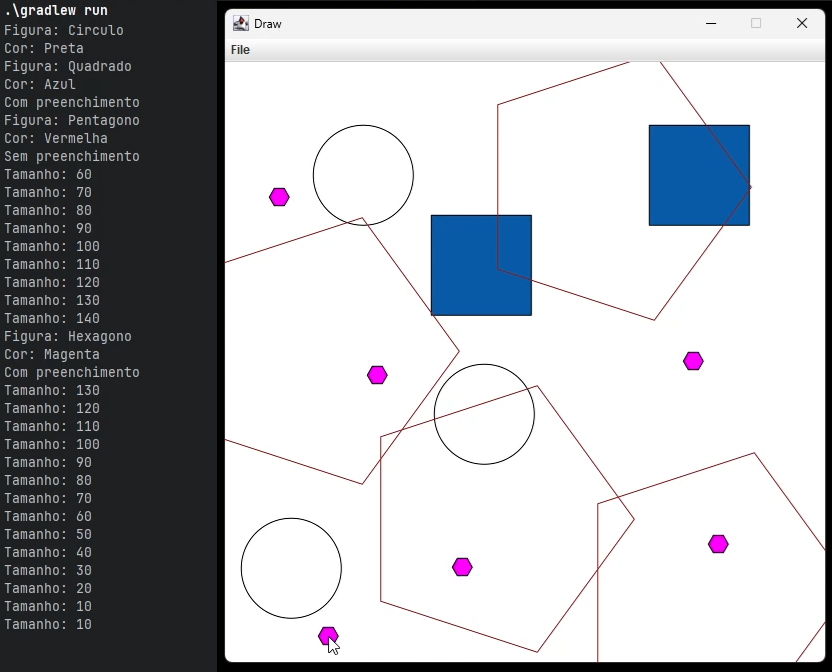 .\gradlew run
Figura: Circulo
Cor: Preta
Figura: Quadrado
Cor: Azul
Com preenchimento
Figura: Pentagono
Cor: Vermelha
Sem preenchimento
Tamanho: 60
Tamanho: 70
Tamanho: 80
Tamanho: 90
Tamanho: 100
Tamanho: 110
Tamanho: 120
Tamanho: 130
Tamanho: 140
Figura: Hexagono
Cor: Magenta
Com preenchimento
Tamanho: 130
Tamanho: 120
Tamanho: 110
Tamanho: 100
Tamanho: 90
Tamanho: 80
Tamanho: 70
Tamanho: 60
Tamanho: 50
Tamanho: 40
Tamanho: 30
Tamanho: 20
Tamanho: 10
Tamanho: 10
Draw
File